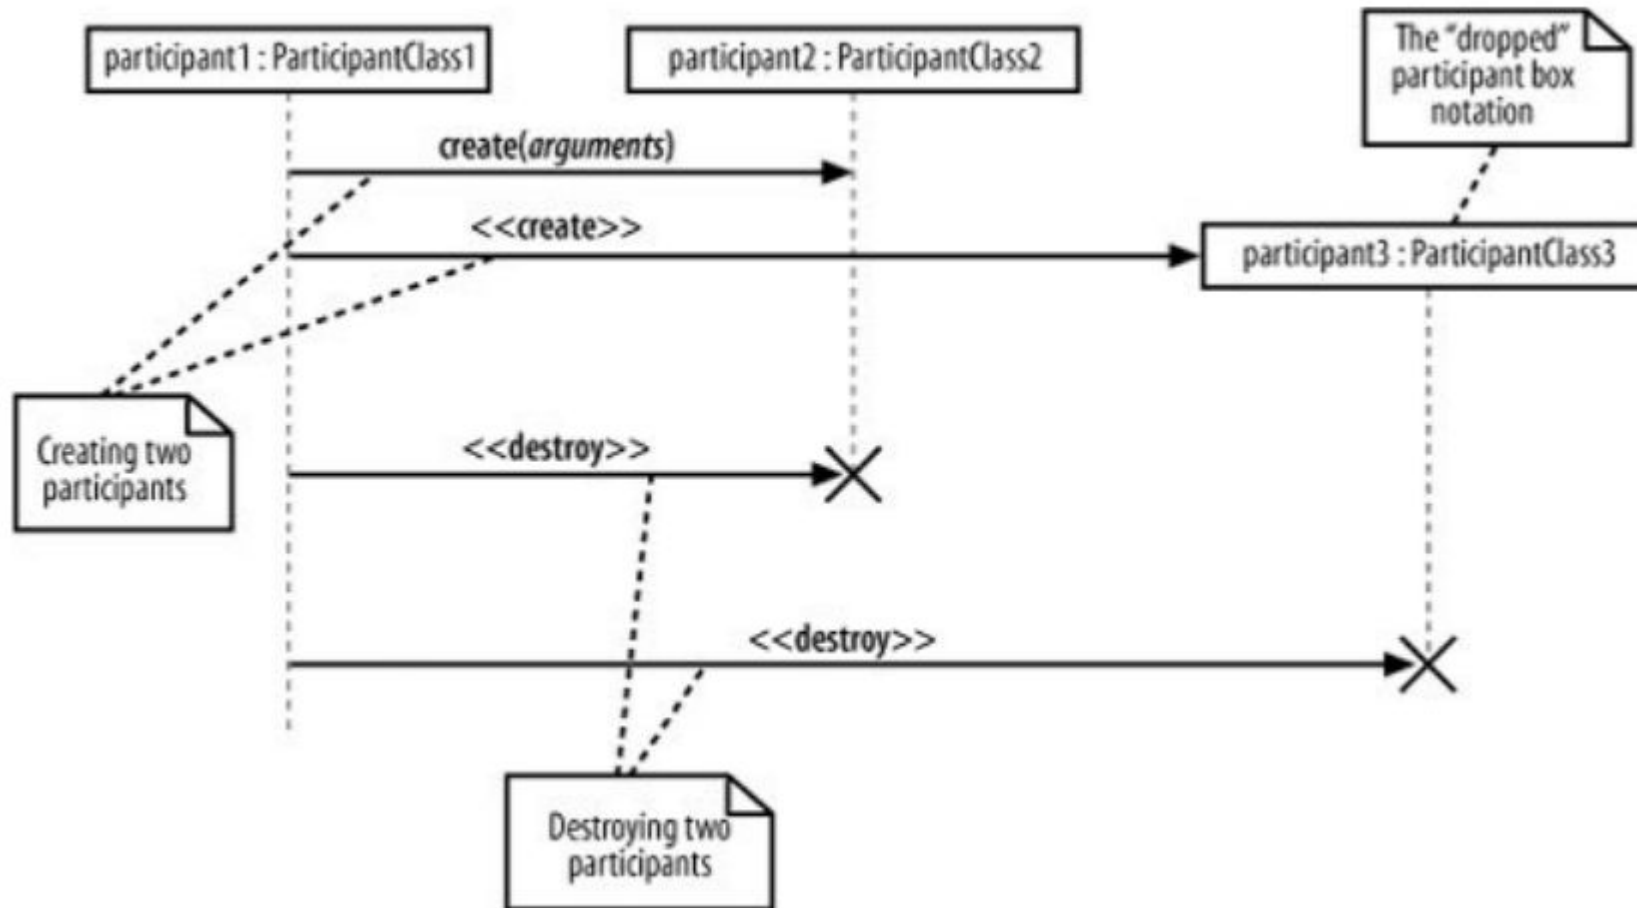 participant1 : ParticipantClass1
participant2 : ParticipantClass2
The "dropped"
participant box
notation
create(arguments)
<<create>>
participant3 : ParticipantClass3
Creating two
participants
<<destroy>>
<<destroy>>
Destroying two
participants